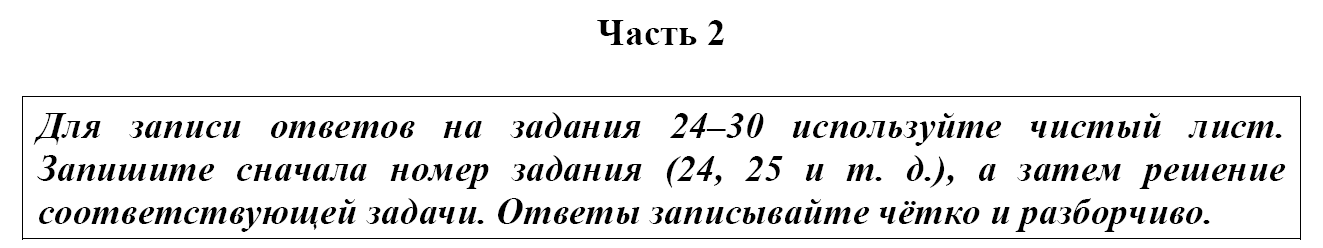 Часть 2
Для записи ответов на задания 24–30 используйте чистый лист.
Запишите сначала номер задания (24, 25 и т. д.), а затем решение
соответствующей задачи. Ответы записывайте чётко и разборчиво.